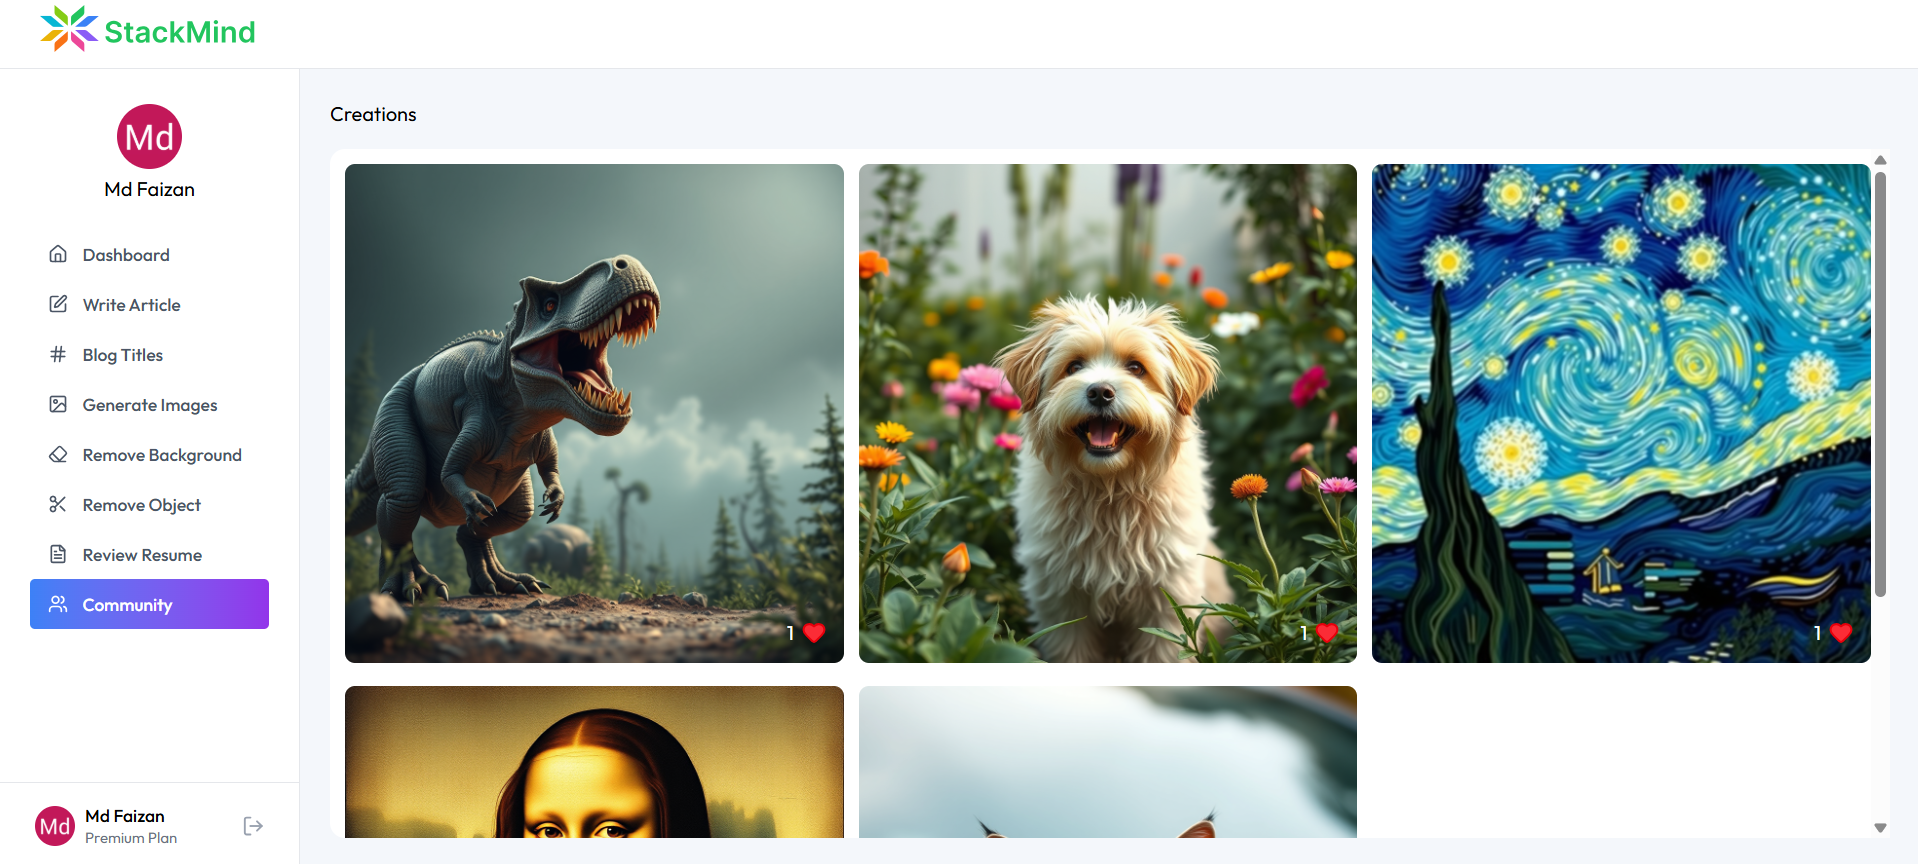 StackMind
Md
Md Faizan
Dashboard
Write Article
Blog Titles
Generate Images
Remove Background
Remove Object
Review Resume
Community
Md
Md Faizan
Premium Plan
Creations
1
1
1